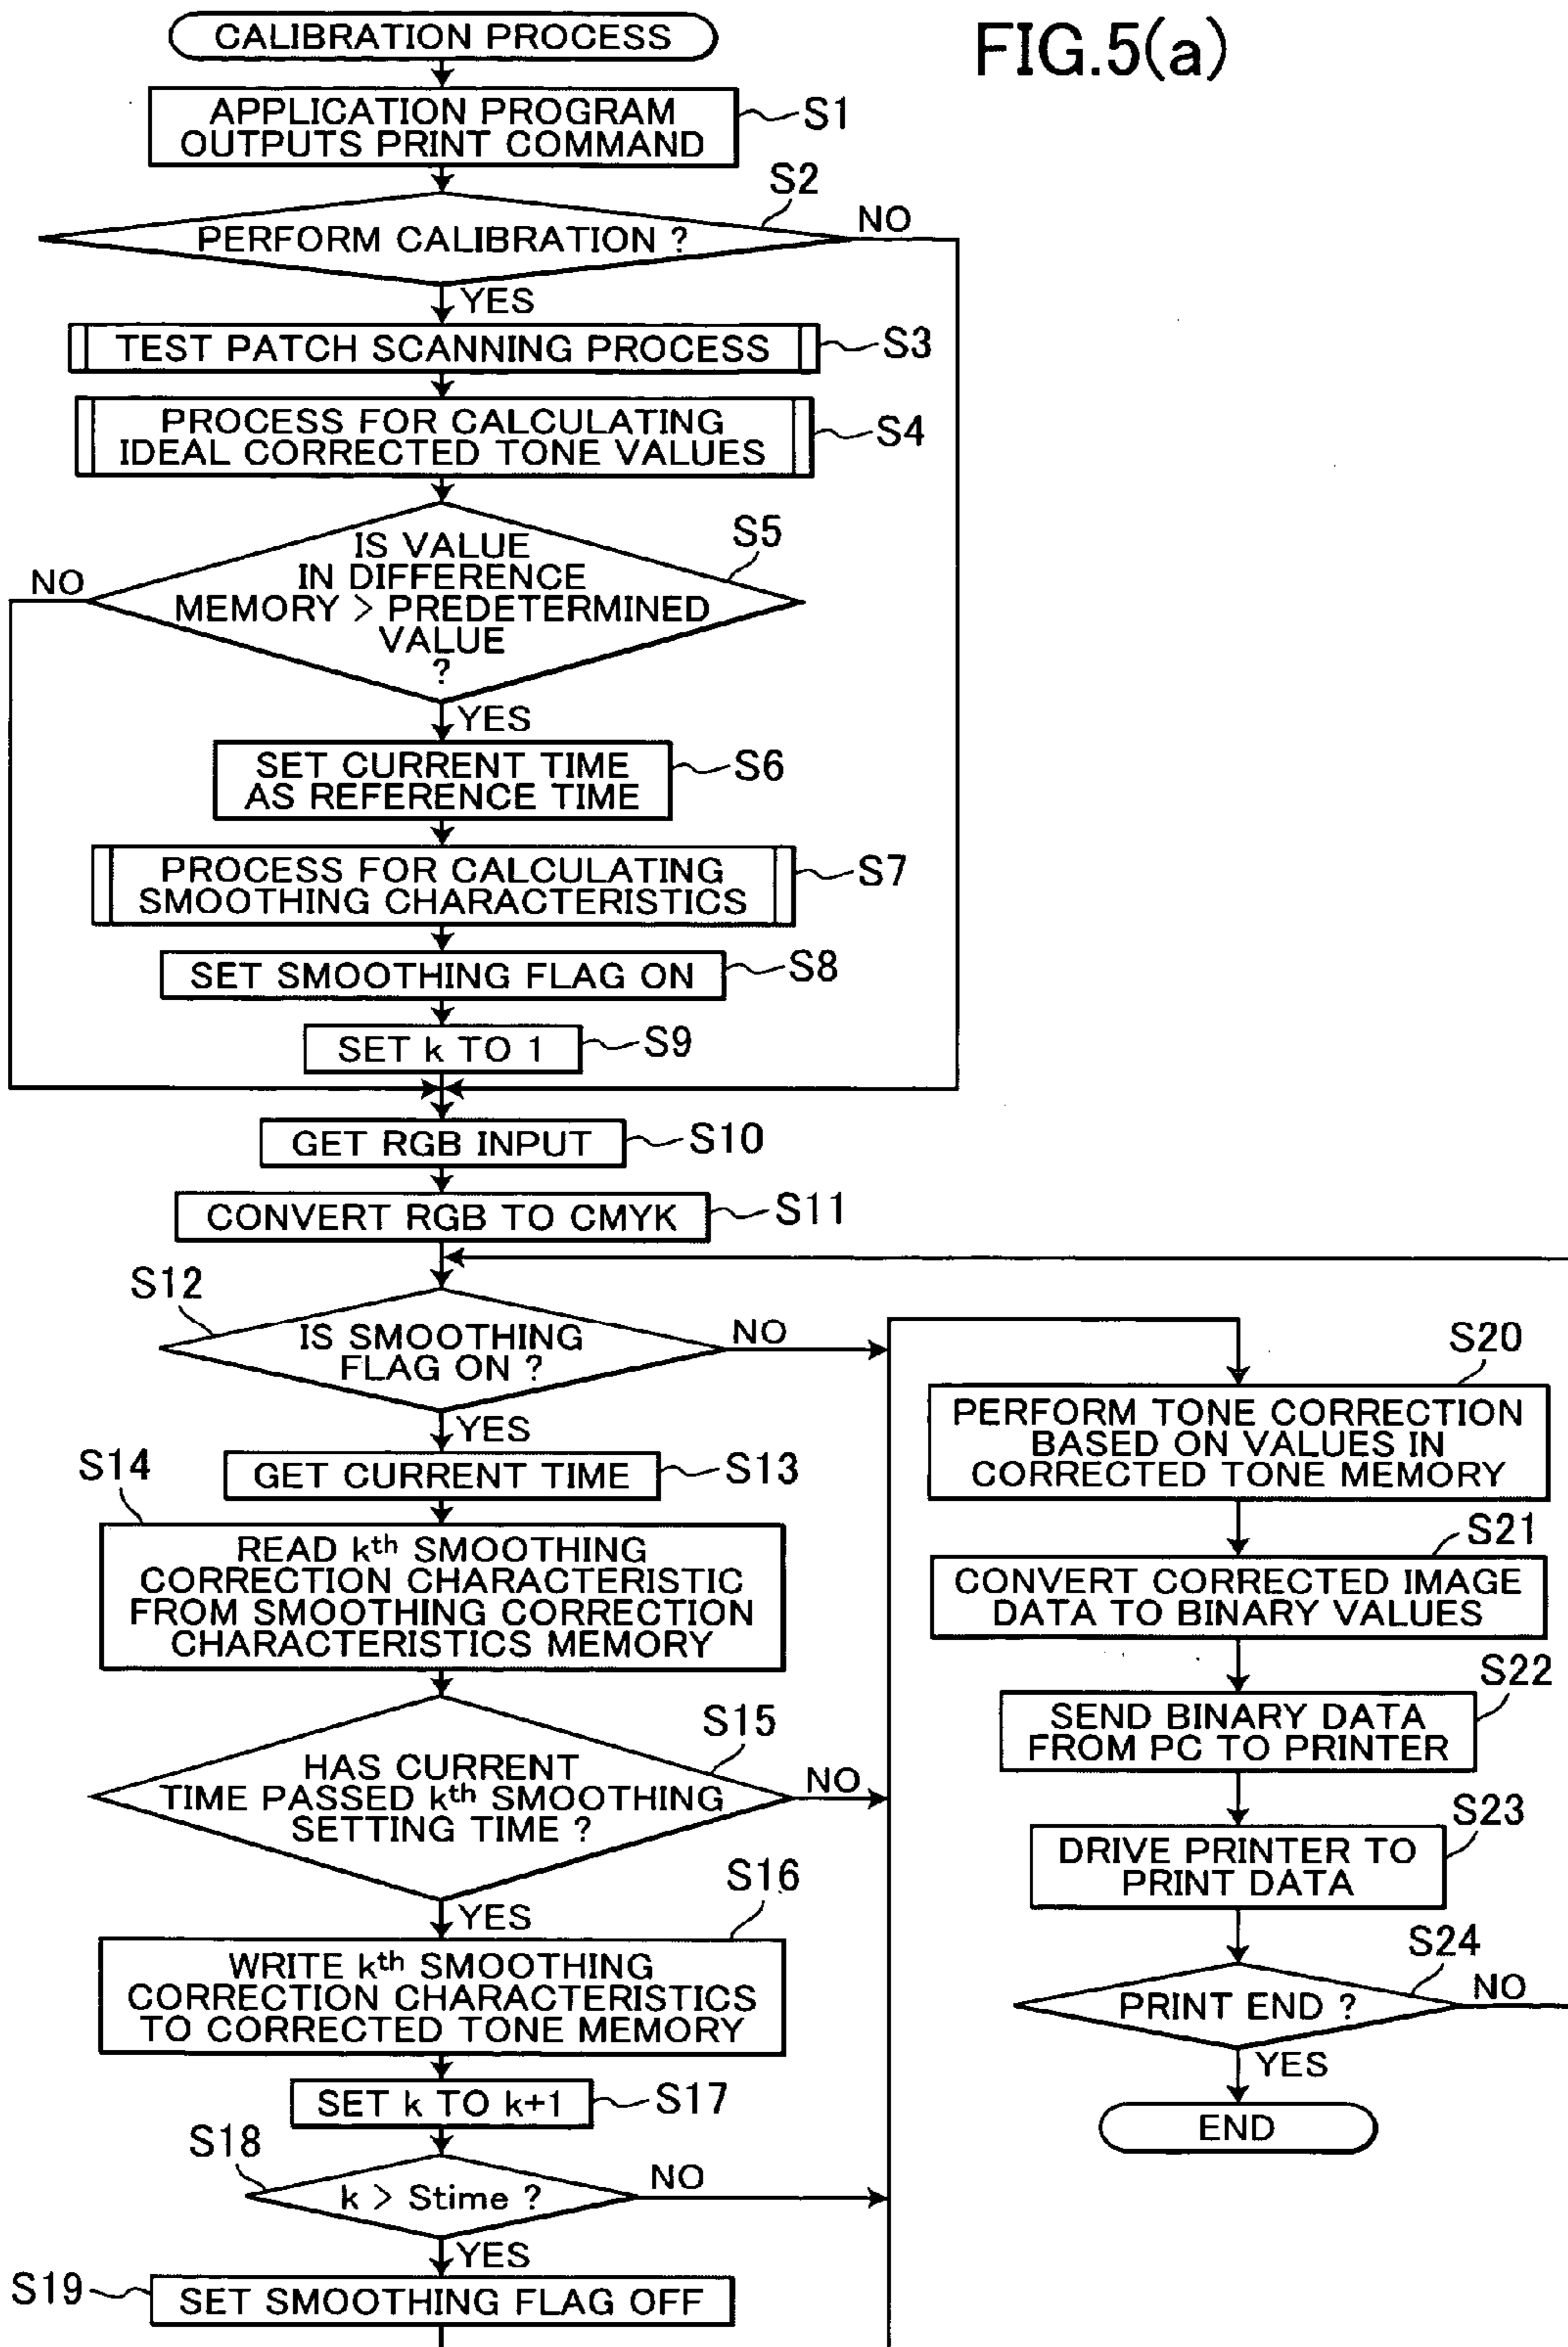 FIG.5(a)
CALIBRATION PROCESS
APPLICATION PROGRAM
OUTPUTS PRINT COMMAND
S1
S2
PERFORM CALIBRATION ?
NO
YES
TEST PATCH SCANNING PROCESS
S3
PROCESS FOR CALCULATING
IDEAL CORRECTED TONE VALUES
S4
S5
IS VALUE
IN DIFFERENCE
MEMORY > PREDETERMINED
VALUE
?
NO
YES
SET CURRENT TIME
AS REFERENCE TIME
S6
PROCESS FOR CALCULATING
SMOOTHING CHARACTERISTICS
S7
SET SMOOTHING FLAG ON
S8
SET k TO 1
S9
GET RGB INPUT
S10
CONVERT RGB TO CMYK
S11
S12
IS SMOOTHING
FLAG ON ?
NO
YES
GET CURRENT TIME
S13
S14
READ kth SMOOTHING
CORRECTION CHARACTERISTIC
FROM SMOOTHING CORRECTION
CHARACTERISTICS MEMORY
S15
HAS CURRENT
TIME PASSED kth SMOOTHING
SETTING TIME ?
NO
YES
S16
WRITE kth SMOOTHING
CORRECTION CHARACTERISTICS
TO CORRECTED TONE MEMORY
SET k TO k+1
S17
S18
k > Stime ?
NO
YES
S19
SET SMOOTHING FLAG OFF
S20
PERFORM TONE CORRECTION
BASED ON VALUES IN
CORRECTED TONE MEMORY
S21
CONVERT CORRECTED IMAGE
DATA TO BINARY VALUES
S22
SEND BINARY DATA
FROM PC TO PRINTER
S23
DRIVE PRINTER TO
PRINT DATA
S24
PRINT END ?
NO
YES
END